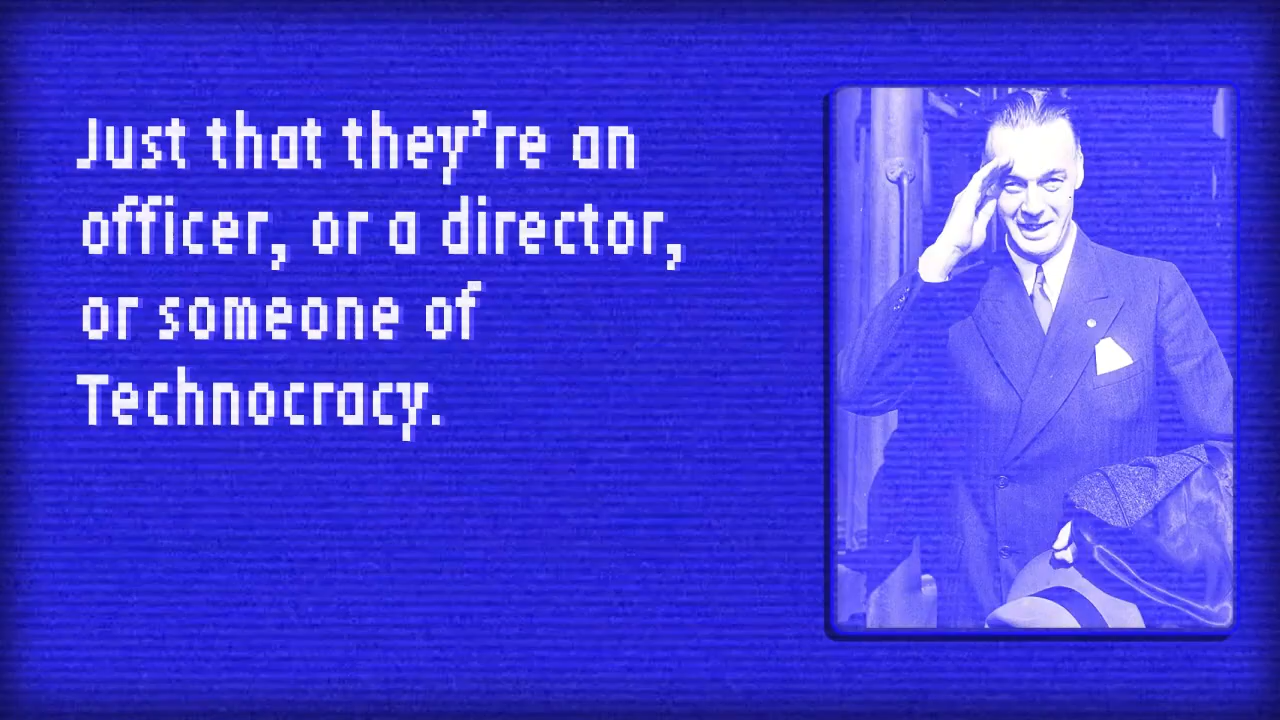 Just that they're an
officer, or a director,
or someone of
Technocracy.